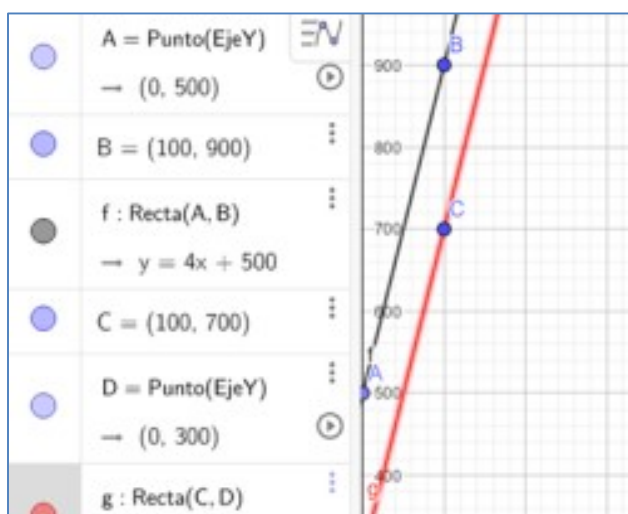 A = Punto(EjeY)
→ (0, 500)
B = (100, 900)
f : Recta(A, B)
→ y = 4x + 500
C = (100, 700)
D = Punto(EjeY)
→ (0, 300)
g : Recta(C, D)
B
900
800
C
700
600
f
A
500
400
g